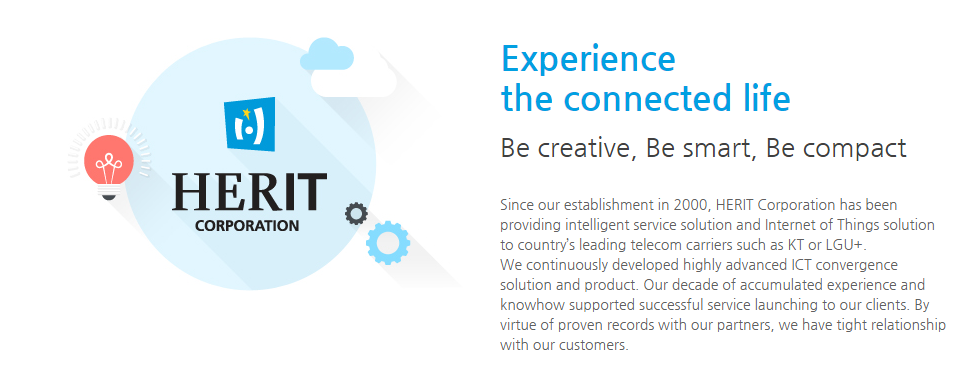 HERIT
CORPORATION
Experience
the connected life
Be creative, Be smart, Be compact
Since our establishment in 2000, HERIT Corporation has been
providing intelligent service solution and Internet of Things solution
to country's leading telecom carriers such as KT or LGU+.
We continuously developed highly advanced ICT convergence
solution and product. Our decade of accumulated experience and
knowhow supported successful service launching to our clients. By
virtue of proven records with our partners, we have tight relationship
with our customers.